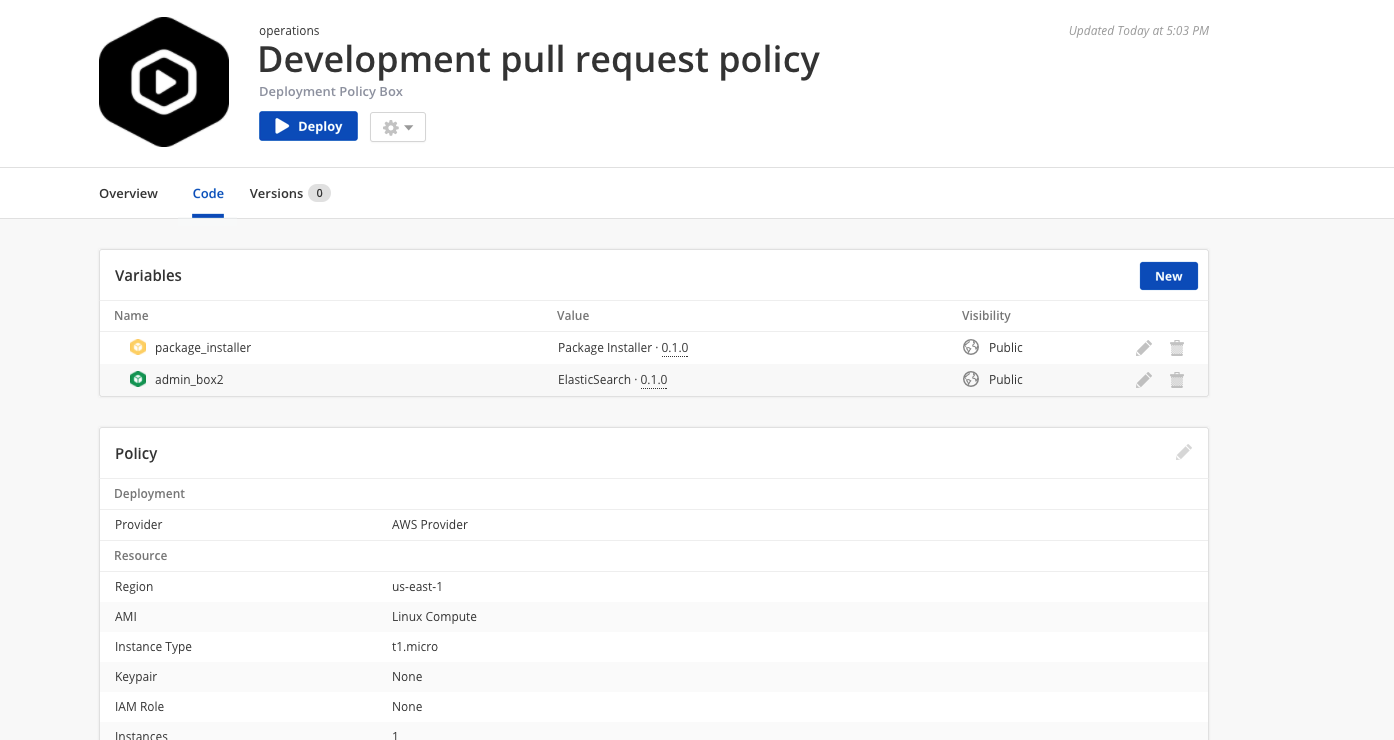 operations
Updated Today at 5:03 PM
Development pull request policy
Deployment Policy Box
Deploy
Overview Code Versions 0
Variables New
Name Value Visibility
package_installer Package Installer · 0.1.0 Public
admin_box2 ElasticSearch · 0.1.0 Public
Policy
Deployment
Provider AWS Provider
Resource
Region us-east-1
AMI Linux Compute
Instance Type t1.micro
Keypair None
IAM Role None
Instances 1